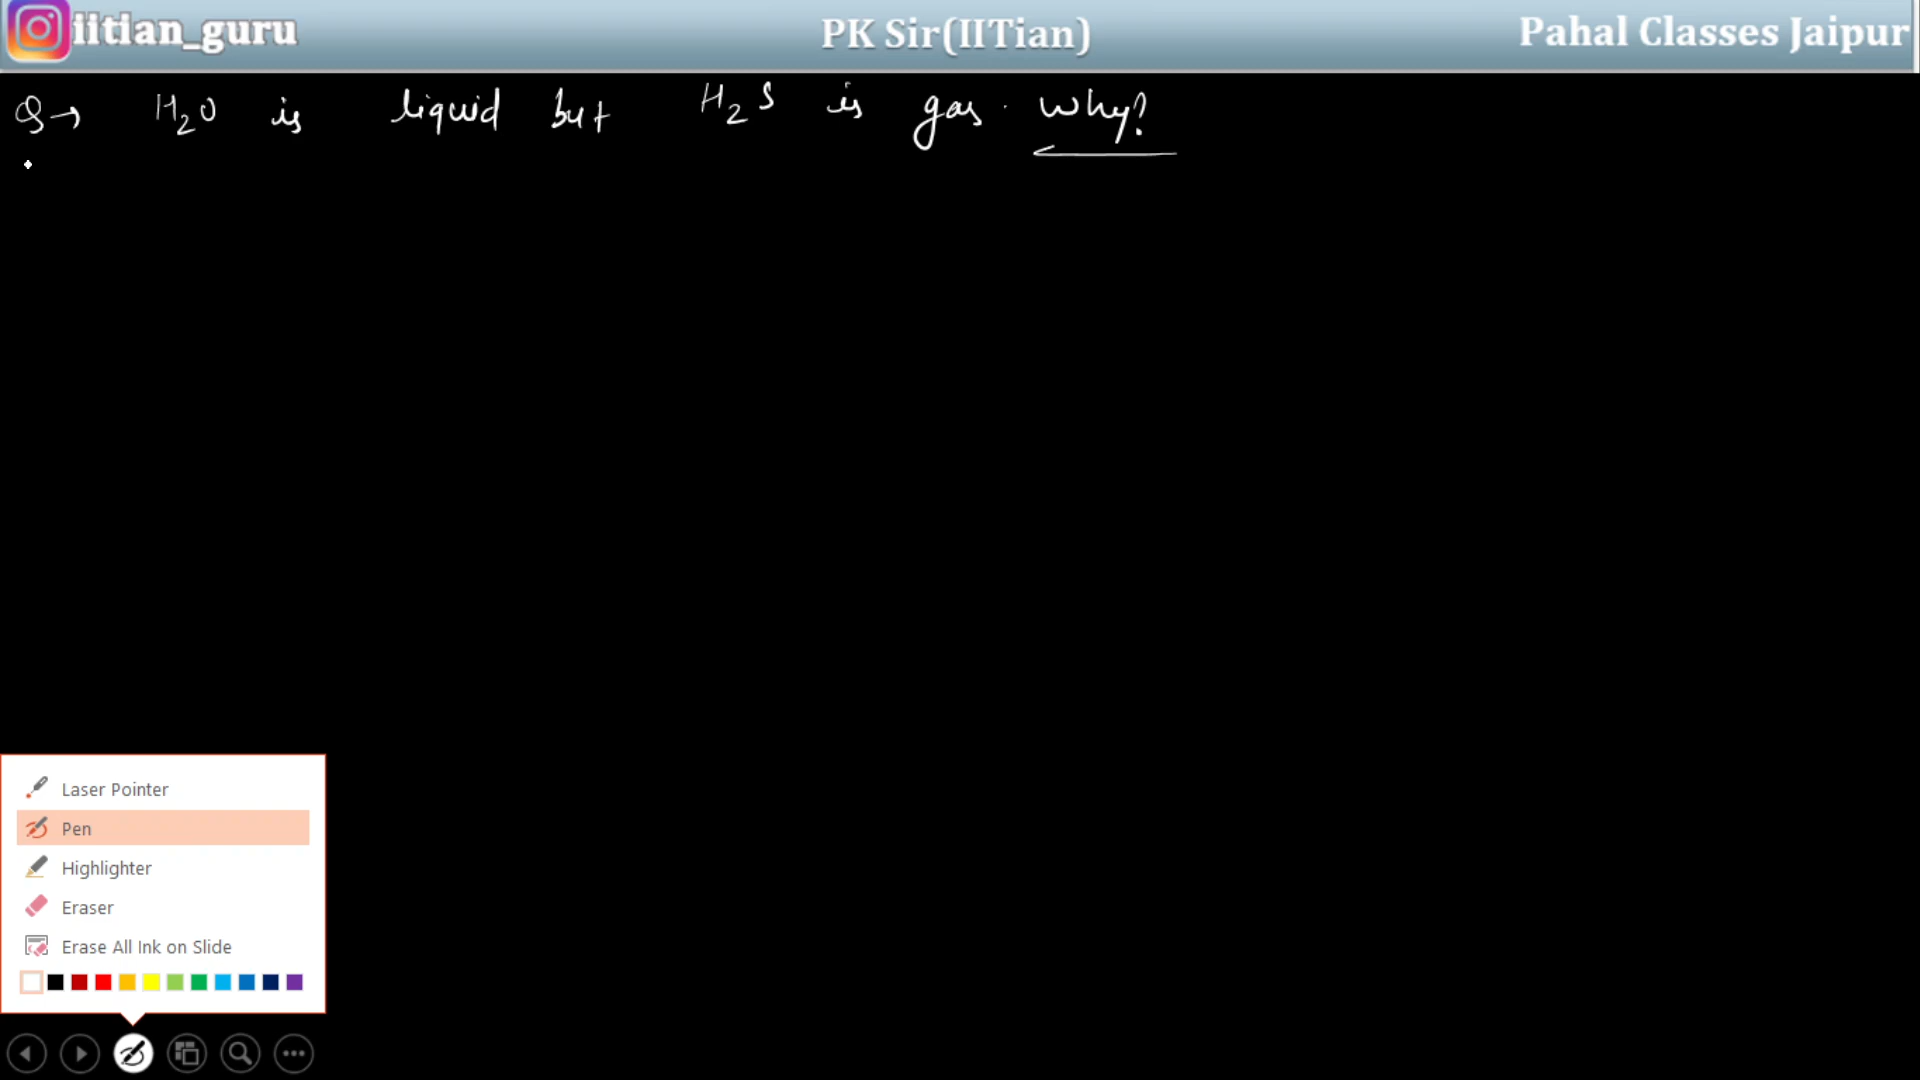 iitian_guru
PK Sir(IITian)
Pahal Classes Jaipur
Q→ H₂O is liquid but H₂S is gas. Why?
Laser Pointer
Pen
Highlighter
Eraser
Erase All Ink on Slide